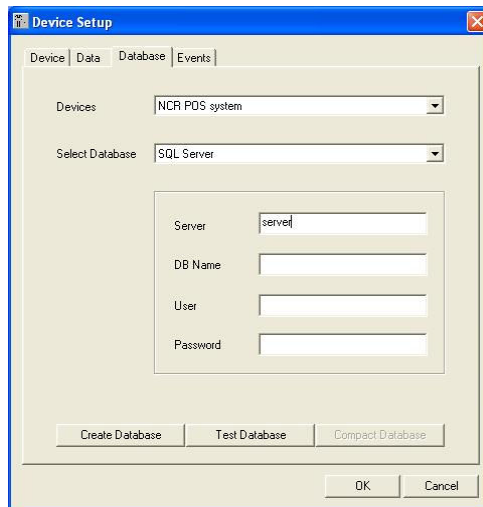 Device Setup
Device Data Database Events
Devices NCR POS system
Select Database SQL Server
Server server
DB Name
User
Password
Create Database Test Database Compact Database
OK Cancel